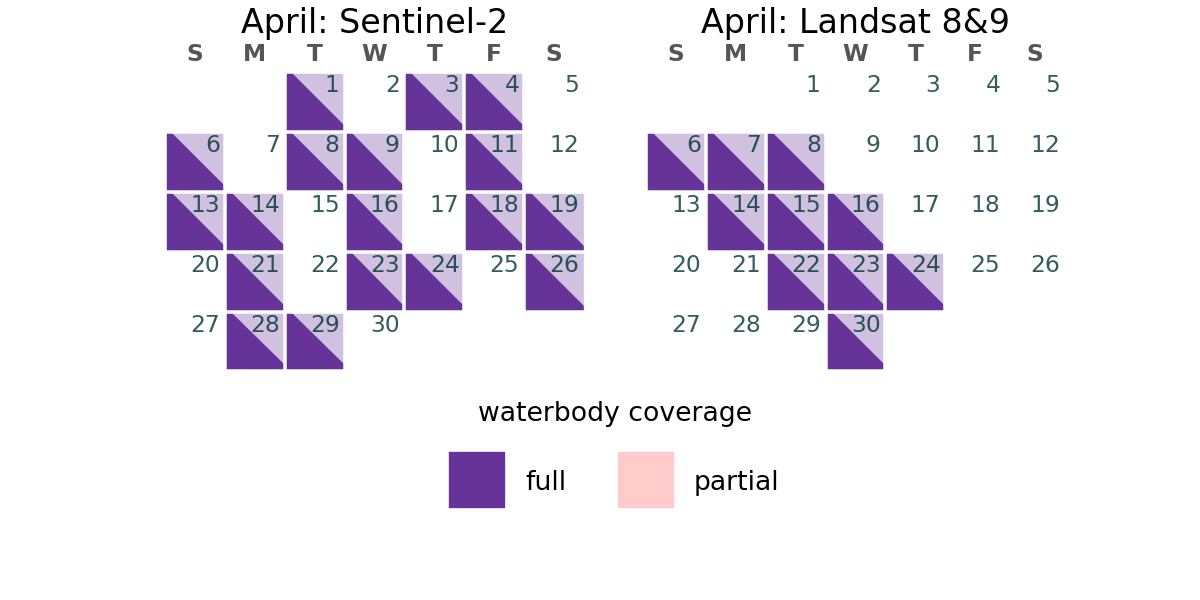 April: Sentinel-2
S M T W T F S
1 2 3 4 5
6 7 8 9 10 11 12
13 14 15 16 17 18 19
20 21 22 23 24 25 26
27 28 29 30
April: Landsat 8&9
S M T W T F S
1 2 3 4 5
6 7 8 9 10 11 12
13 14 15 16 17 18 19
20 21 22 23 24 25 26
27 28 29 30
waterbody coverage
full partial